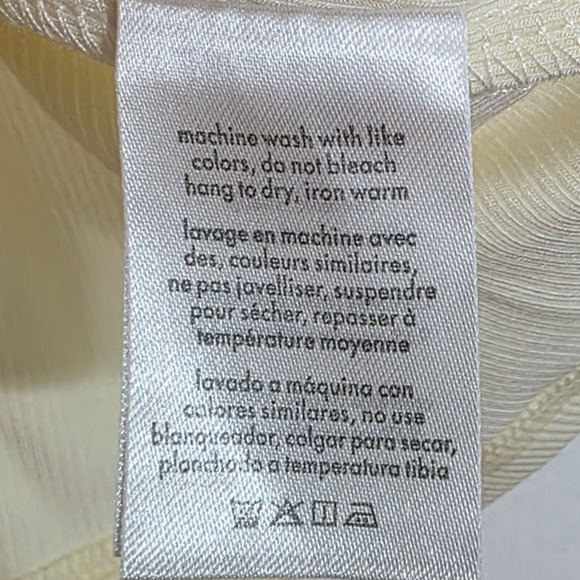 machine wash with like
colors, do not bleach
hang to dry, iron warm
lavage en machine avec
des, couleurs similaires,
ne pas javelliser, suspendre
pour sécher, repasser à
température moyenne
lavado a máquina con
colores similares, no use
blanqueador, colgar para secar,
planchado a temperatura tibia